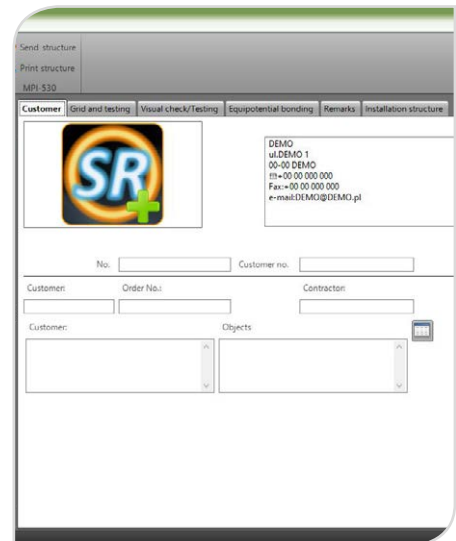 Send structure
Print structure
MPI-530
Customer Grid and testing Visual check/Testing Equipotential bonding Remarks Installation structure
SR
DEMO
ul.DEMO 1
00-00 DEMO
+00 00 000 000
Fax:+00 00 000 000
e-mail:DEMO@DEMO.pl
No. Customer no.
Customer: Order No.: Contractor:
Customer: Objects